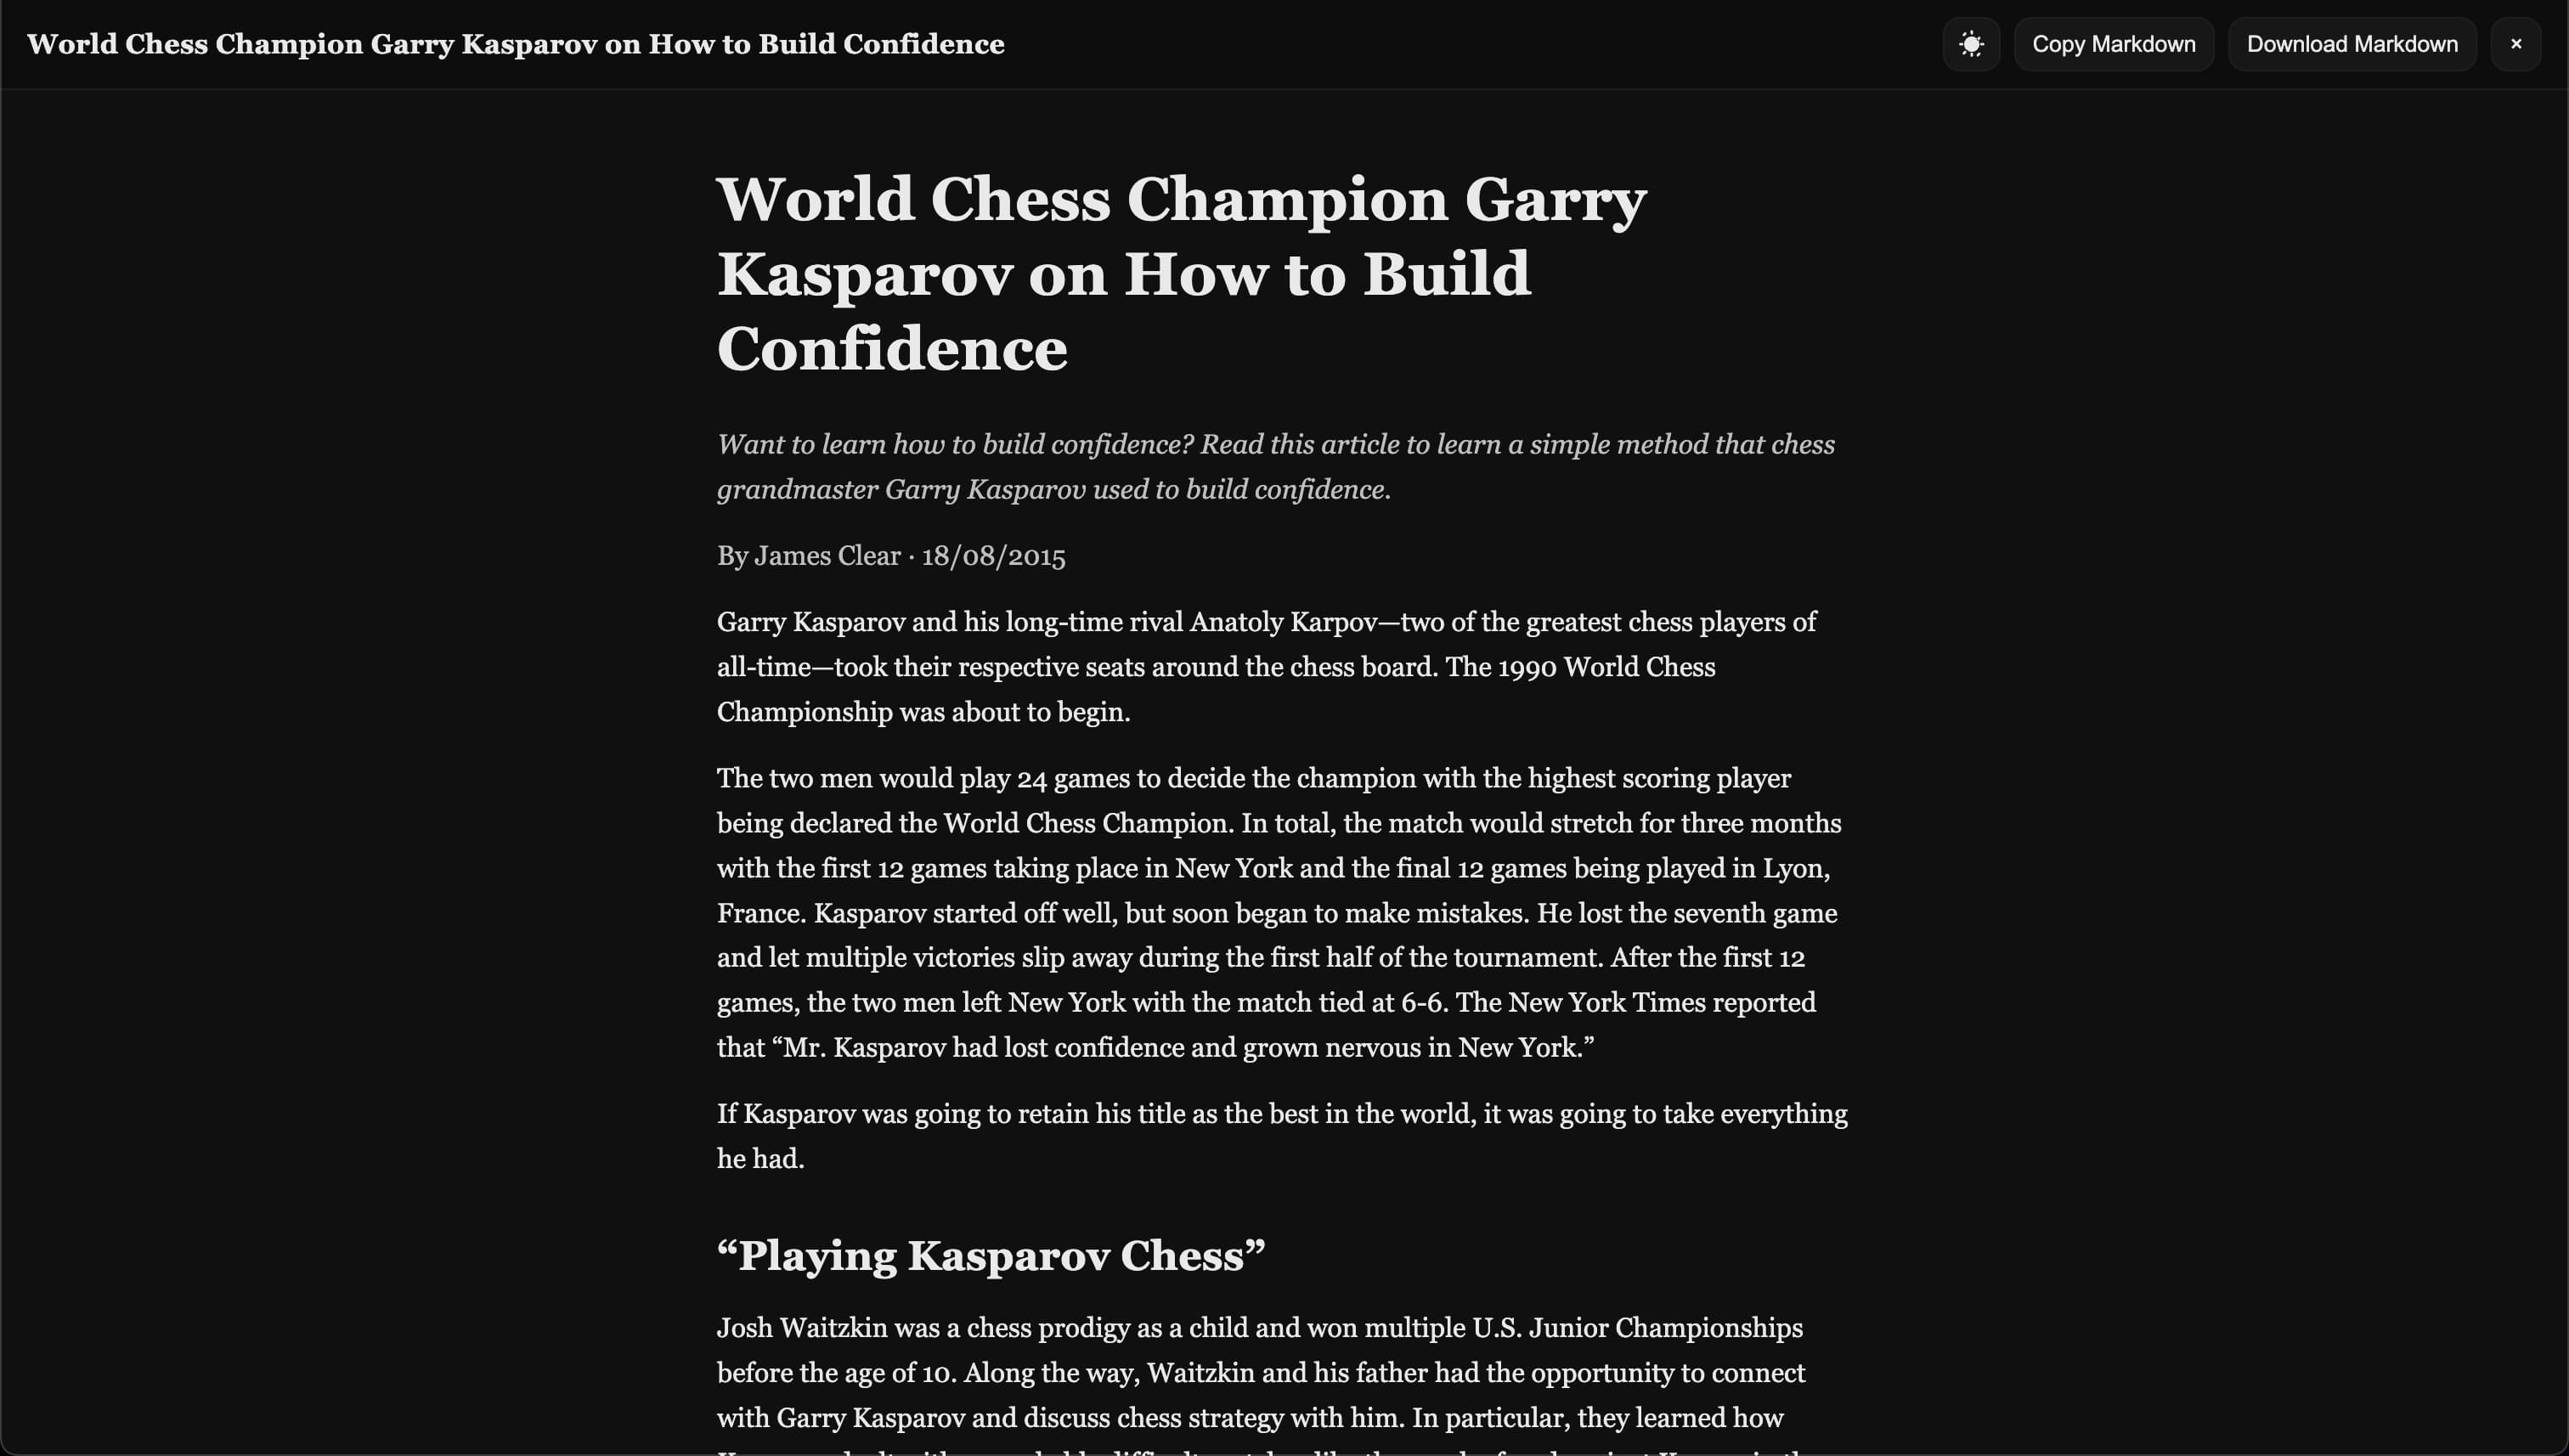 World Chess Champion Garry Kasparov on How to Build Confidence
Copy Markdown
Download Markdown
×
World Chess Champion Garry
Kasparov on How to Build
Confidence
Want to learn how to build confidence? Read this article to learn a simple method that chess
grandmaster Garry Kasparov used to build confidence.
By James Clear · 18/08/2015
Garry Kasparov and his long-time rival Anatoly Karpov—two of the greatest chess players of
all-time—took their respective seats around the chess board. The 1990 World Chess
Championship was about to begin.
The two men would play 24 games to decide the champion with the highest scoring player
being declared the World Chess Champion. In total, the match would stretch for three months
with the first 12 games taking place in New York and the final 12 games being played in Lyon,
France. Kasparov started off well, but soon began to make mistakes. He lost the seventh game
and let multiple victories slip away during the first half of the tournament. After the first 12
games, the two men left New York with the match tied at 6-6. The New York Times reported
that “Mr. Kasparov had lost confidence and grown nervous in New York.”
If Kasparov was going to retain his title as the best in the world, it was going to take everything
he had.
“Playing Kasparov Chess”
Josh Waitzkin was a chess prodigy as a child and won multiple U.S. Junior Championships
before the age of 10. Along the way, Waitzkin and his father had the opportunity to connect
with Garry Kasparov and discuss chess strategy with him. In particular, they learned how